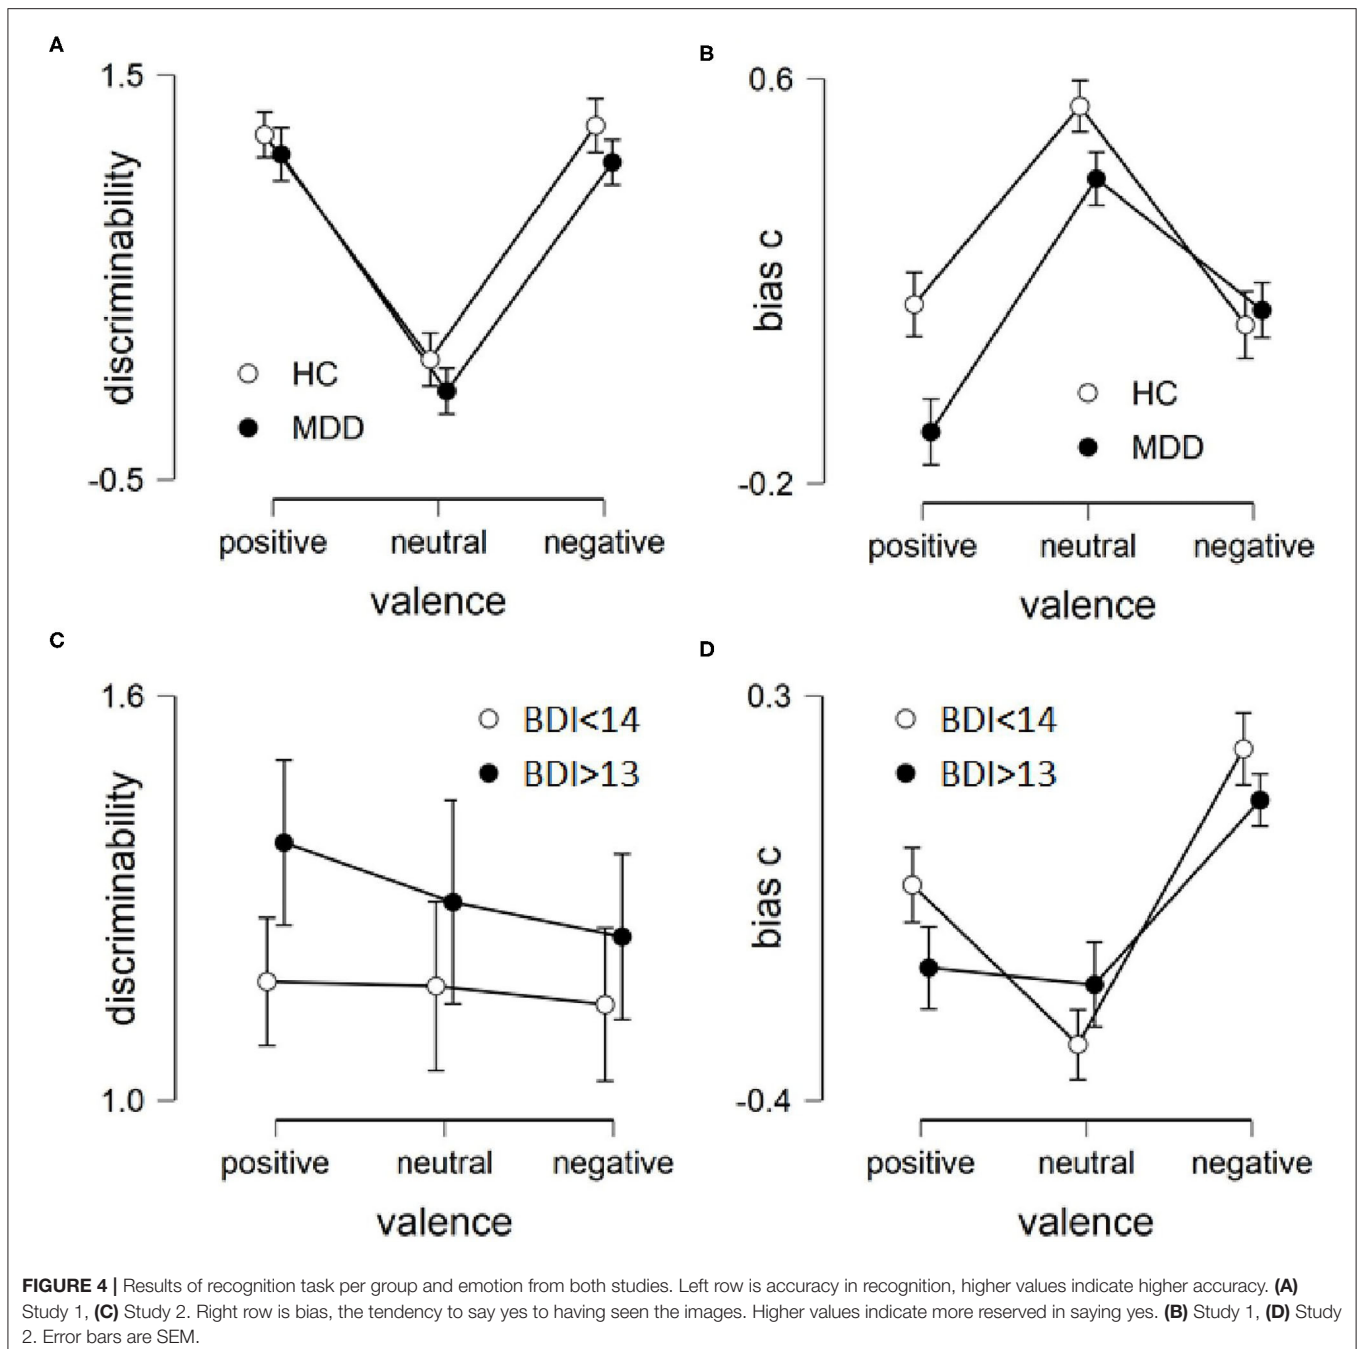 A
1.5
discriminability
HC
MDD
-0.5
positive neutral negative
valence
B
0.6
bias c
HC
MDD
-0.2
positive neutral negative
valence
C
1.6
BDI<14
BDI>13
discriminability
1.0
positive neutral negative
valence
D
0.3
BDI<14
BDI>13
bias c
-0.4
positive neutral negative
valence
FIGURE 4 | Results of recognition task per group and emotion from both studies. Left row is accuracy in recognition, higher values indicate higher accuracy. (A)
Study 1, (C) Study 2. Right row is bias, the tendency to say yes to having seen the images. Higher values indicate more reserved in saying yes. (B) Study 1, (D) Study
2. Error bars are SEM.